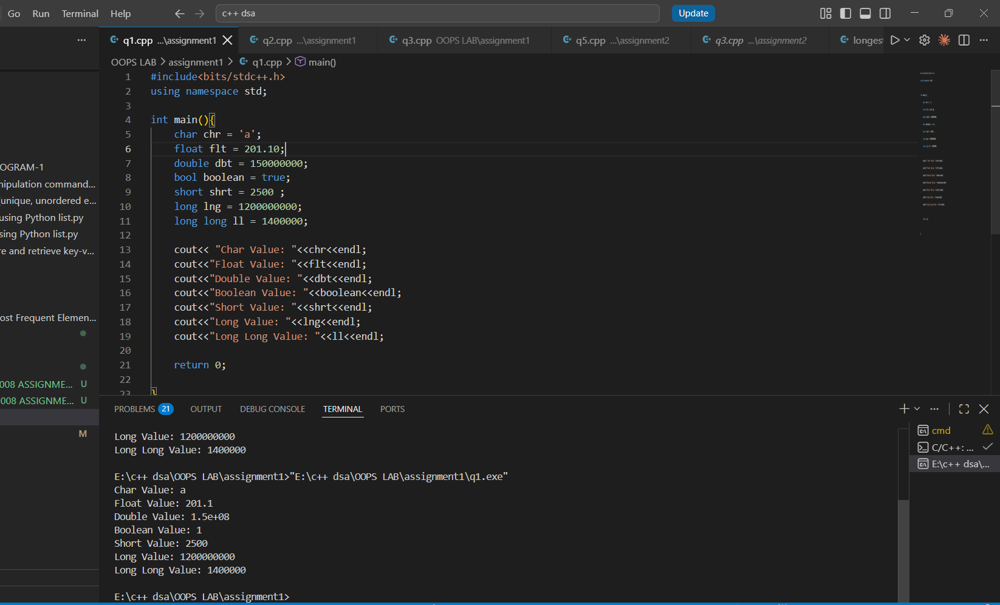 Go Run Terminal Help
c++ dsa
Update
q1.cpp ...\assignment1
q2.cpp ...\assignment1
q3.cpp OOPS LAB\assignment1
q5.cpp ...\assignment2
q3.cpp ...\assignment2
longest
OOPS LAB > assignment1 > q1.cpp > main()
OGRAM-1
nipulation command...
unique, unordered e...
using Python list.py
sing Python list.py
re and retrieve key-v...
ost Frequent Elemen...
008 ASSIGNME... U
008 ASSIGNME... U
M
1 #include<bits/stdc++.h>
2 using namespace std;
3
4 int main(){
5 char chr = 'a';
6 float flt = 201.10;
7 double dbt = 150000000;
8 bool boolean = true;
9 short shrt = 2500 ;
10 long lng = 1200000000;
11 long long ll = 1400000;
12
13 cout<< "Char Value: "<<chr<<endl;
14 cout<<"Float Value: "<<flt<<endl;
15 cout<<"Double Value: "<<dbt<<endl;
16 cout<<"Boolean Value: "<<boolean<<endl;
17 cout<<"Short Value: "<<shrt<<endl;
18 cout<<"Long Value: "<<lng<<endl;
19 cout<<"Long Long Value: "<<ll<<endl;
20
21 return 0;
22
23 }
PROBLEMS 21 OUTPUT DEBUG CONSOLE TERMINAL PORTS
Long Value: 1200000000
Long Long Value: 1400000
E:\c++ dsa\OOPS LAB\assignment1>"E:\c++ dsa\OOPS LAB\assignment1\q1.exe"
Char Value: a
Float Value: 201.1
Double Value: 1.5e+08
Boolean Value: 1
Short Value: 2500
Long Value: 1200000000
Long Long Value: 1400000
E:\c++ dsa\OOPS LAB\assignment1>
cmd
C/C++: ...
E:\c++ dsa\...